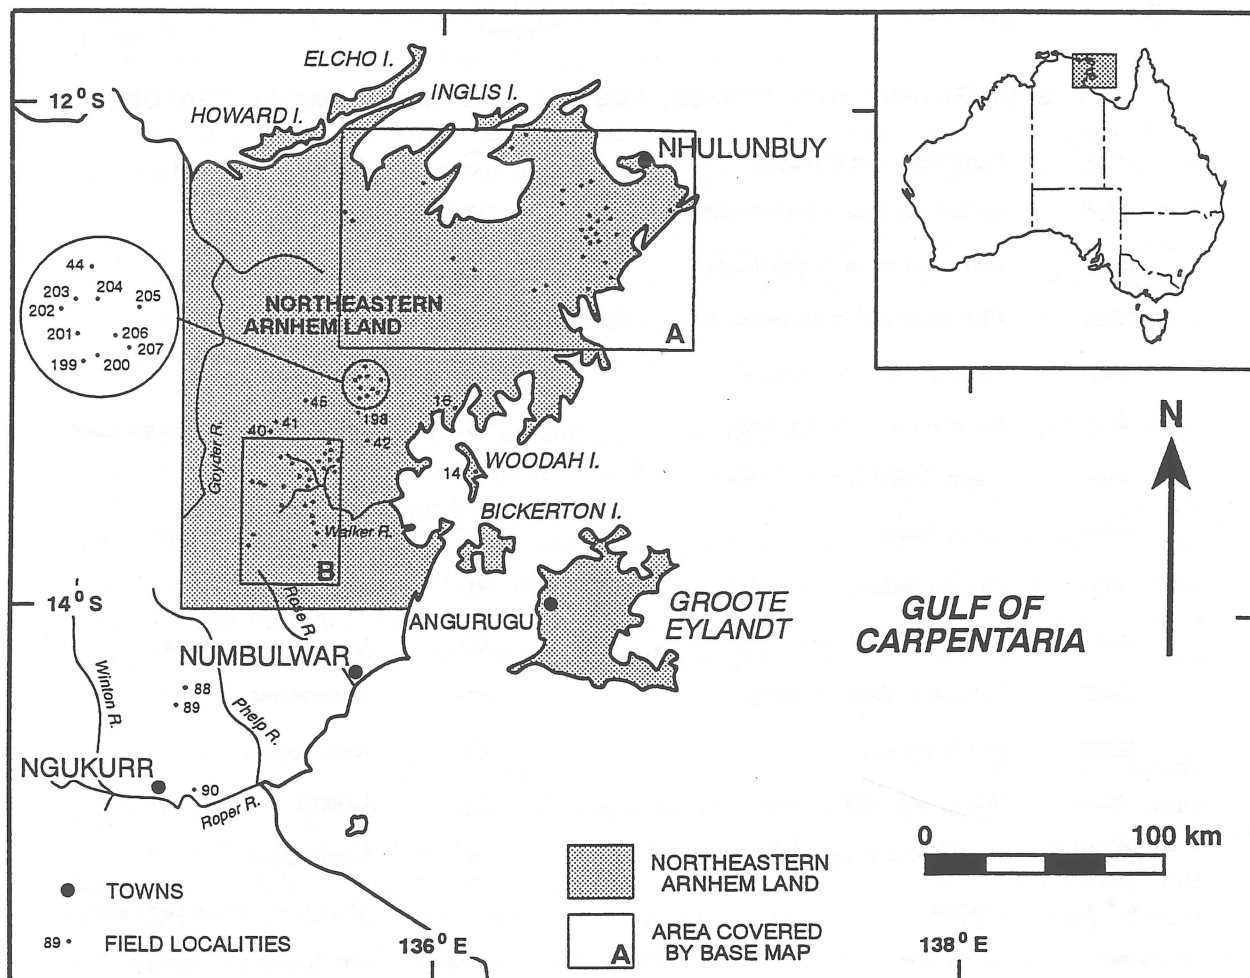 ELCHO I.
INGLIS I.
12° S
HOWARD I.
NHULUNBUY
44
203
204
205
202
201
206
207
199
200
NORTHEASTERN
ARNHEM LAND
A
45
16
198
41
40
42
Goyder R.
14
WOODAH I.
N
BICKERTON I.
Walker R.
B
14° S
Rose R.
ANGURUGU
GROOTE
EYLANDT
GULF OF
CARPENTARIA
NUMBULWAR
88
89
Winton R.
Phelp R.
NGUKURR
90
Roper R.
0
100 km
NORTHEASTERN
ARNHEM LAND
TOWNS
89
FIELD LOCALITIES
A
AREA COVERED
BY BASE MAP
136° E
138° E